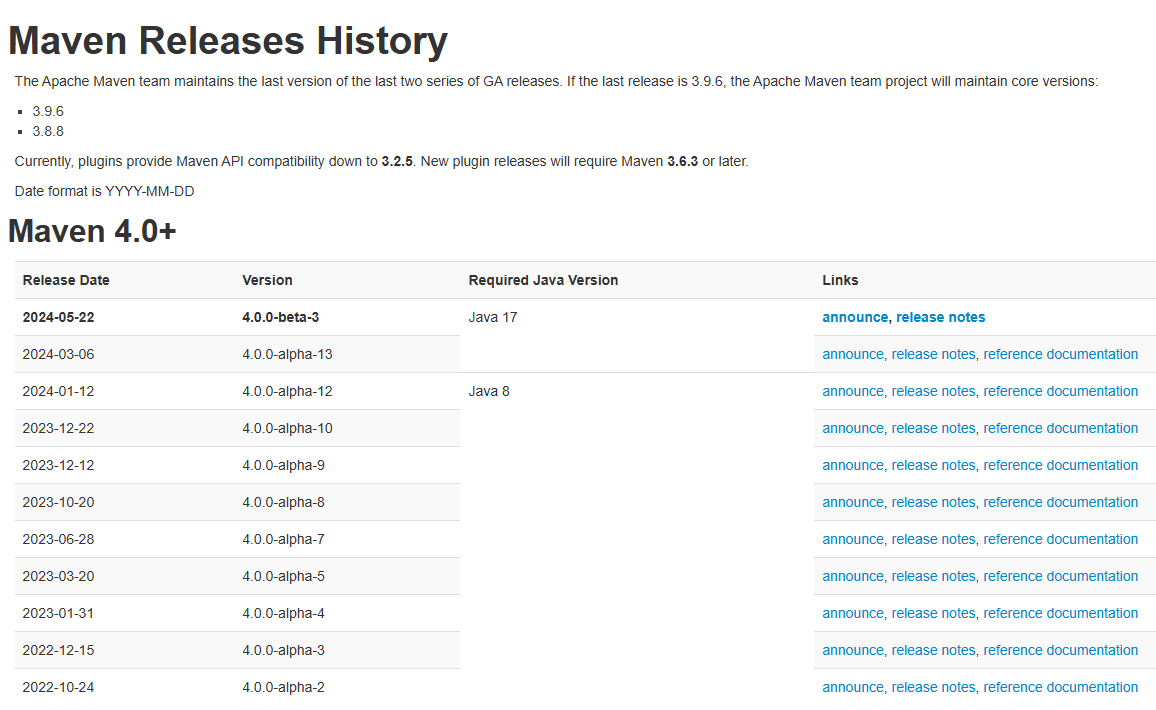 Maven Releases History
The Apache Maven team maintains the last version of the last two series of GA releases. If the last release is 3.9.6, the Apache Maven team project will maintain core versions:
3.9.6
3.8.8
Currently, plugins provide Maven API compatibility down to 3.2.5. New plugin releases will require Maven 3.6.3 or later.
Date format is YYYY-MM-DD
Maven 4.0+
Release Date Version Required Java Version Links
2024-05-22 4.0.0-beta-3 Java 17 announce, release notes
2024-03-06 4.0.0-alpha-13 announce, release notes, reference documentation
2024-01-12 4.0.0-alpha-12 Java 8 announce, release notes, reference documentation
2023-12-22 4.0.0-alpha-10 announce, release notes, reference documentation
2023-12-12 4.0.0-alpha-9 announce, release notes, reference documentation
2023-10-20 4.0.0-alpha-8 announce, release notes, reference documentation
2023-06-28 4.0.0-alpha-7 announce, release notes, reference documentation
2023-03-20 4.0.0-alpha-5 announce, release notes, reference documentation
2023-01-31 4.0.0-alpha-4 announce, release notes, reference documentation
2022-12-15 4.0.0-alpha-3 announce, release notes, reference documentation
2022-10-24 4.0.0-alpha-2 announce, release notes, reference documentation